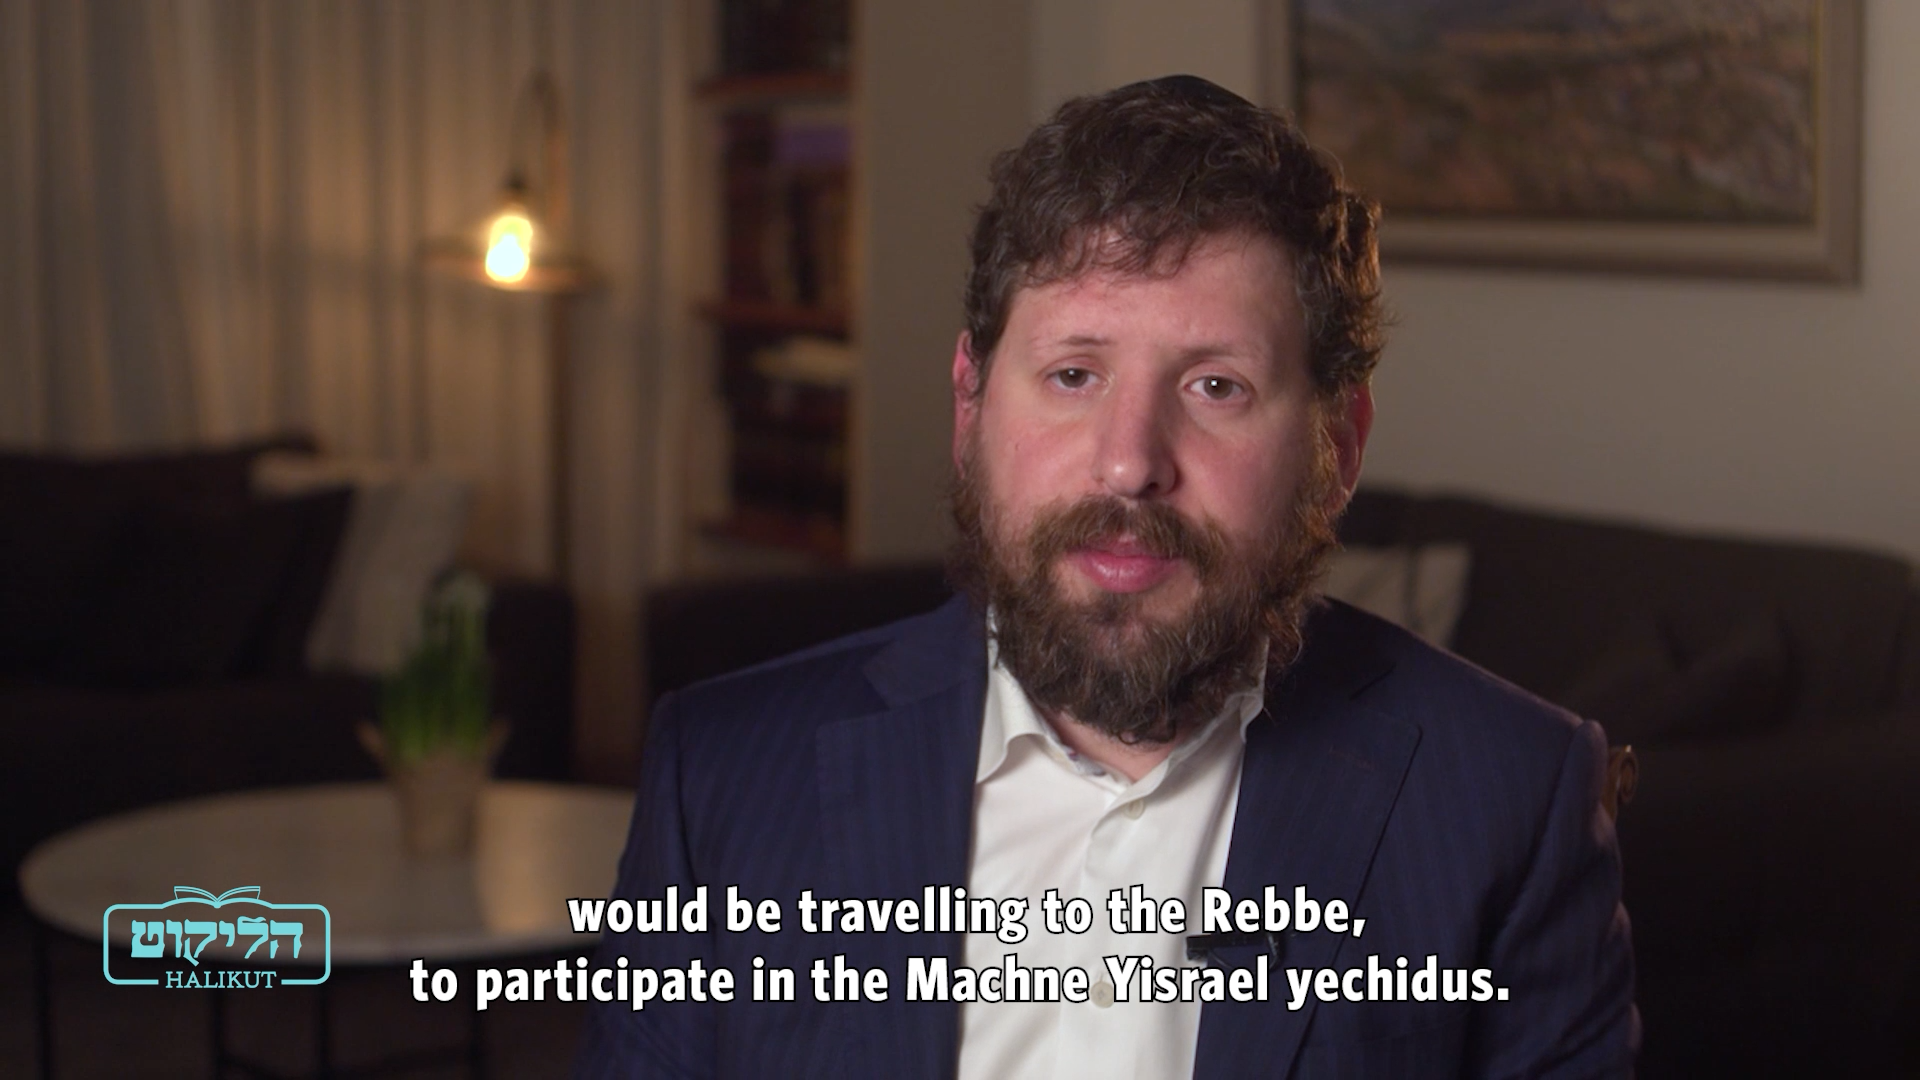 הליקוט
HALIKUT
would be travelling to the Rebbe,
to participate in the Machne Yisrael yechidus.